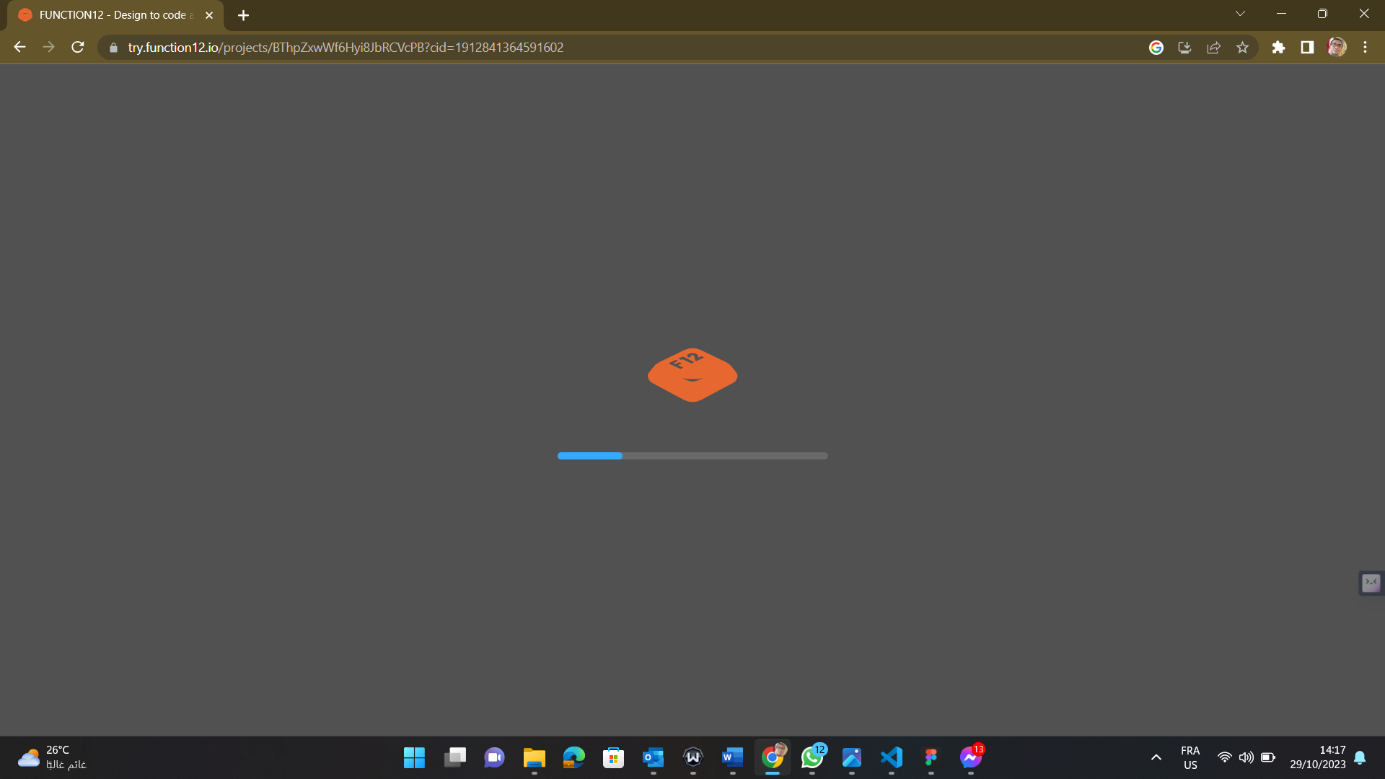 FUNCTION12 - Design to code a
try.function12.io/projects/BThpZxwWf6Hyi8JbRCVcPB?cid=1912841364591602
F12
26°C
غائم غالبًا
12
13
FRA
US
14:17
29/10/2023